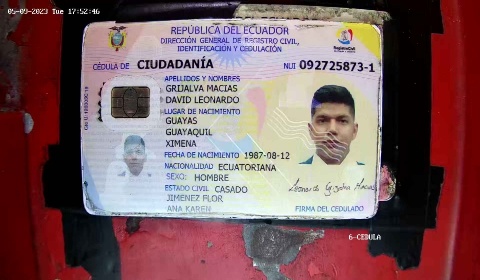 05-09-2023 Tue 17:52:46
REPÚBLICA DEL ECUADOR
DIRECCIÓN GENERAL DE REGISTRO CIVIL,
IDENTIFICACIÓN Y CEDULACIÓN
CÉDULA DE CIUDADANÍA
NUI 092725873-1
APELLIDOS Y NOMBRES
GRIJALVA MACIAS
DAVID LEONARDO
LUGAR DE NACIMIENTO
GUAYAS
GUAYAQUIL
XIMENA
FECHA DE NACIMIENTO 1987-08-12
NACIONALIDAD ECUATORIANA
SEXO: HOMBRE
ESTADO CIVIL CASADO
JIMENEZ FLOR
ANA KAREN
Leonardo Grijalva Macias
FIRMA DEL CEDULADO
6-CEDULA